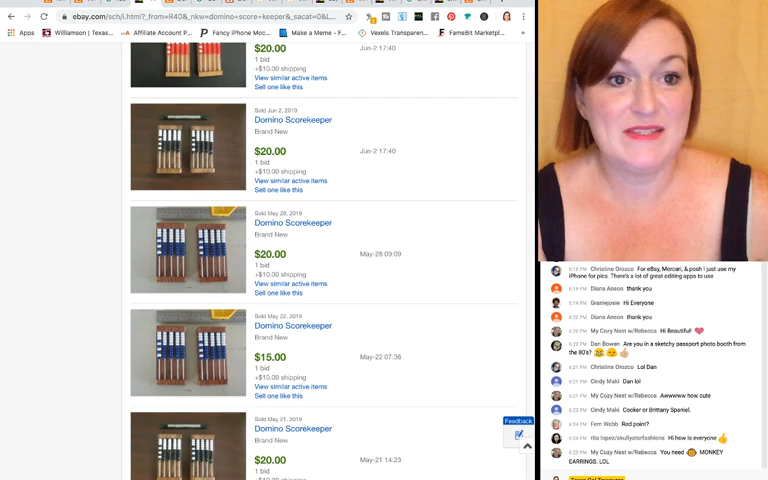 ebay.com/sch/i.html?_from=R40&_nkw=domino+score+keeper&_sacat=0&L...
Apps
Williamson | Texas...
Affiliate Account P...
Fancy iPhone Moc...
Make a Meme - F...
Vexels Transparen...
FameBit Marketpl...
$20.00
Jun-2 17:40
1 bid
+$10.00 shipping
View similar active items
Sell one like this
Sold Jun 2, 2019
Domino Scorekeeper
Brand New
$20.00
Jun-2 17:40
1 bid
+$10.00 shipping
View similar active items
Sell one like this
Sold May 28, 2019
Domino Scorekeeper
Brand New
$20.00
May-28 09:09
1 bid
+$10.00 shipping
View similar active items
Sell one like this
Sold May 22, 2019
Domino Scorekeeper
Brand New
$15.00
May-22 07:36
+$10.00 shipping
View similar active items
Sell one like this
Sold May 21, 2019
Domino Scorekeeper
Brand New
$20.00
May-21 14:23
1 bid
+$10.00 shipping
Feedback
6:18 PM Christine Orozco For eBay, Morcari, & posh I just use my
iPhone for pics. There's a lot of great editing apps to use
6:19 PM Diana Anson thank you
6:19 PM Graniejosie Hi Everyone
6:20 PM Diana Anson thank you
6:20 PM My Cozy Nest w/Rebecca Hi Beautiful!
6:20 PM Dan Bowen Are you in a sketchy passport photo booth from
the 80's?
6:21 PM Christine Orozco Lol Dan
6:21 PM Cindy Maki Dan lol
6:21 PM My Cozy Nest w/Rebecca Awwwww how cute
6:23 PM Cindy Maki Cocker or Brittany Spaniel.
6:24 PM Fern Webb Red point?
6:24 PM rita lopez/skullystarfashions Hi how is everyone
6:25 PM My Cozy Nest w/Rebecca You need MONKEY
EARRINGS. LOL